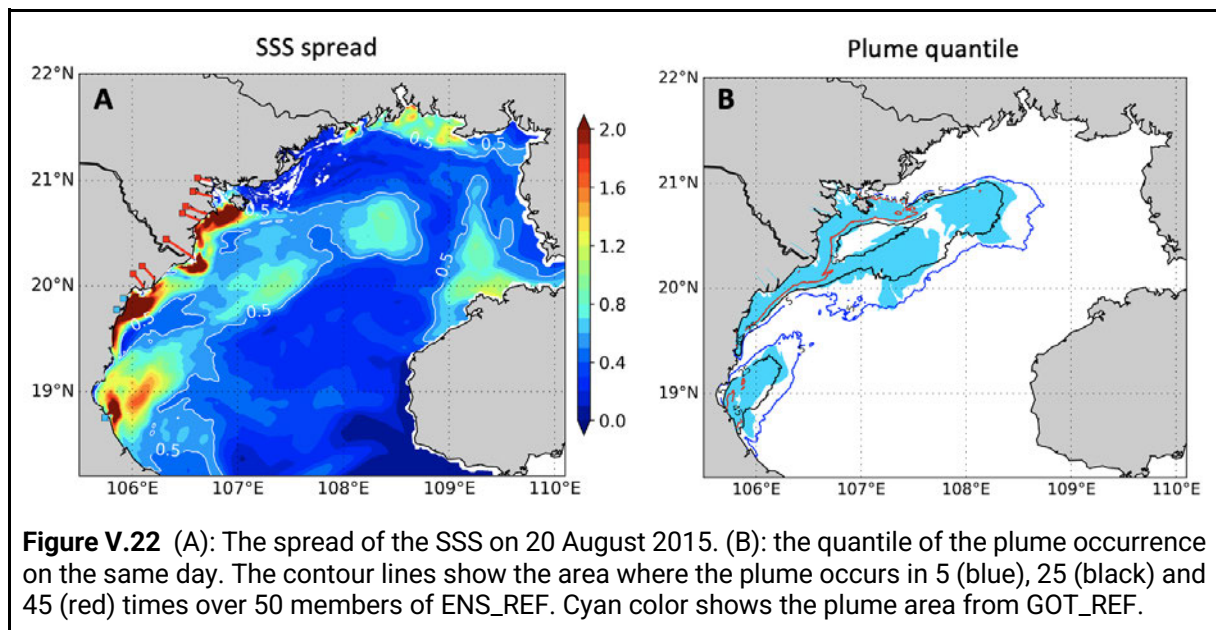 SSS spread
Plume quantile
22°N
A
21°N
20°N
19°N
106°E 107°E 108°E 109°E 110°E
0.5
0.5
0.5
0.5
0.5
0.5
0.5
2.0
1.6
1.2
0.8
0.4
0.0
22°N
B
21°N
20°N
19°N
106°E 107°E 108°E 109°E 110°E
Figure V.22 (A): The spread of the SSS on 20 August 2015. (B): the quantile of the plume occurrence
on the same day. The contour lines show the area where the plume occurs in 5 (blue), 25 (black) and
45 (red) times over 50 members of ENS_REF. Cyan color shows the plume area from GOT_REF.